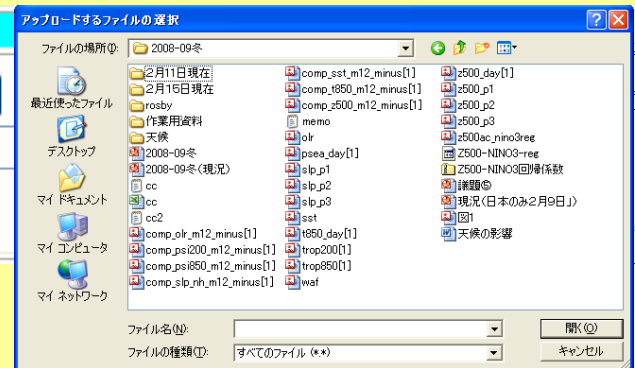 アップロードするファイルの選択
ファイルの場所(I):
2008-09冬
最近使ったファイル
デスクトップ
マイ ドキュメント
マイ コンピュータ
マイ ネットワーク
2月11日現在
2月15日現在
rosby
作業用資料
天候
2008-09冬
2008-09冬(現況)
cc
cc
cc2
comp_olr_m12_minus[1]
comp_psi200_m12_minus[1]
comp_psi850_m12_minus[1]
comp_slp_nh_m12_minus[1]
comp_sst_m12_minus[1]
comp_t850_m12_minus[1]
comp_z500_m12_minus[1]
memo
olr
psea_day[1]
slp_p1
slp_p2
slp_p3
sst
t850_day[1]
trop200[1]
trop850[1]
waf
z500_day[1]
z500_p1
z500_p2
z500_p3
z500ac_nino3reg
Z500-NINO3-reg
Z500-NINO3回帰係数
議題⑤
現況(日本のみ2月9日」)
図1
天候の影響
ファイル名(N):
開く(O)
ファイルの種類(T):
すべてのファイル (*.*)
キャンセル